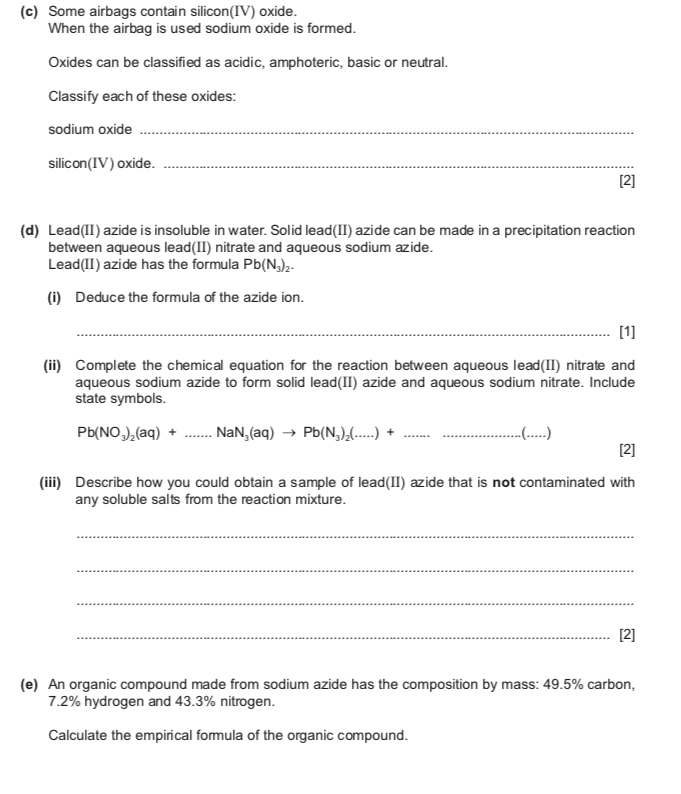 (c) Some airbags contain silicon(IV) oxide.
When the airbag is used sodium oxide is formed.
Oxides can be classified as acidic, amphoteric, basic or neutral.
Classify each of these oxides:
sodium oxide ................................................................
silicon(IV) oxide. ................................................................
[2]
(d) Lead(II) azide is insoluble in water. Solid lead(II) azide can be made in a precipitation reaction
between aqueous lead(II) nitrate and aqueous sodium azide.
Lead(II) azide has the formula Pb(N₃)₂.
(i) Deduce the formula of the azide ion.
................................................................ [1]
(ii) Complete the chemical equation for the reaction between aqueous lead(II) nitrate and
aqueous sodium azide to form solid lead(II) azide and aqueous sodium nitrate. Include
state symbols.
Pb(NO₃)₂(aq) + ....... NaN₃(aq) → Pb(N₃)₂(.....) + ....... .....................(.....)
[2]
(iii) Describe how you could obtain a sample of lead(II) azide that is not contaminated with
any soluble salts from the reaction mixture.
................................................................
................................................................
................................................................
................................................................ [2]
(e) An organic compound made from sodium azide has the composition by mass: 49.5% carbon,
7.2% hydrogen and 43.3% nitrogen.
Calculate the empirical formula of the organic compound.